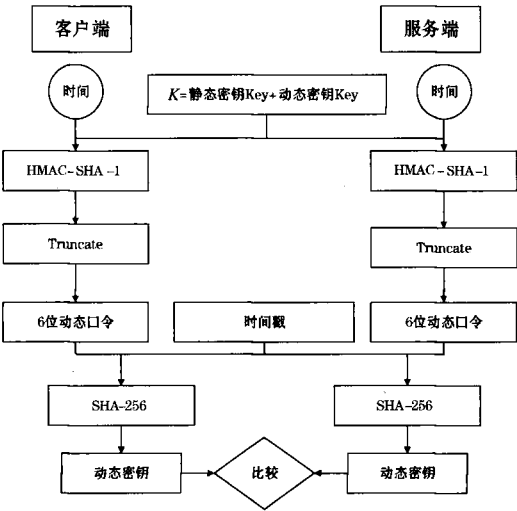 客户端
服务端
时间
K=静态密钥Key+动态密钥Key
时间
HMAC-SHA-1
HMAC-SHA-1
Truncate
Truncate
6位动态口令
时间戳
6位动态口令
SHA-256
SHA-256
动态密钥
比较
动态密钥